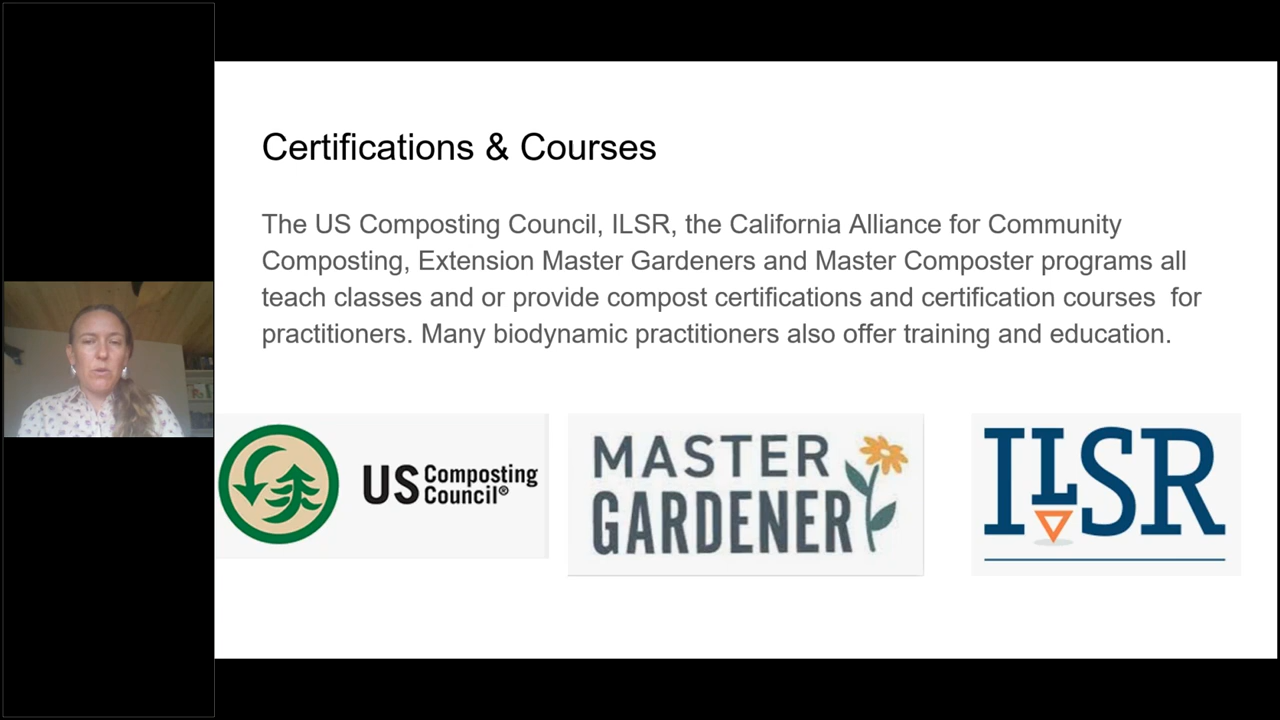 Certifications & Courses
The US Composting Council, ILSR, the California Alliance for Community
Composting, Extension Master Gardeners and Master Composter programs all
teach classes and or provide compost certifications and certification courses  for
practitioners. Many biodynamic practitioners also offer training and education.
US Composting
Council®
MASTER
GARDENER
ILSR